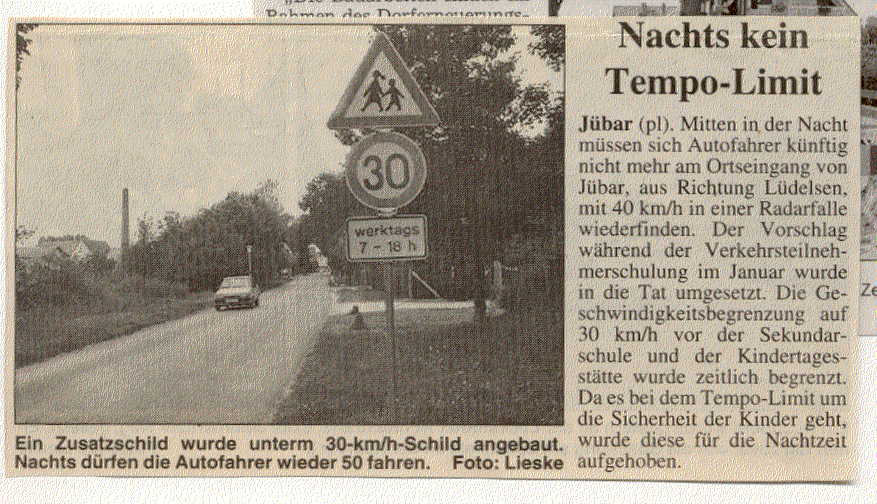 Rahmen des Dorferneuerungs-
Nachts kein
Tempo-Limit
Jübar (pl). Mitten in der Nacht
müssen sich Autofahrer künftig
nicht mehr am Ortseingang von
Jübar, aus Richtung Lüdelsen,
mit 40 km/h in einer Radarfalle
wiederfinden. Der Vorschlag
während der Verkehrsteilneh-
merschulung im Januar wurde
in die Tat umgesetzt. Die Ge-
schwindigkeitsbegrenzung auf
30 km/h vor der Sekundar-
schule und der Kindertages-
stätte wurde zeitlich begrenzt.
Da es bei dem Tempo-Limit um
die Sicherheit der Kinder geht,
wurde diese für die Nachtzeit
aufgehoben.
30
werktags
7 - 18 h
Ein Zusatzschild wurde unterm 30-km/h-Schild angebaut.
Nachts dürfen die Autofahrer wieder 50 fahren. Foto: Lieske
Ze